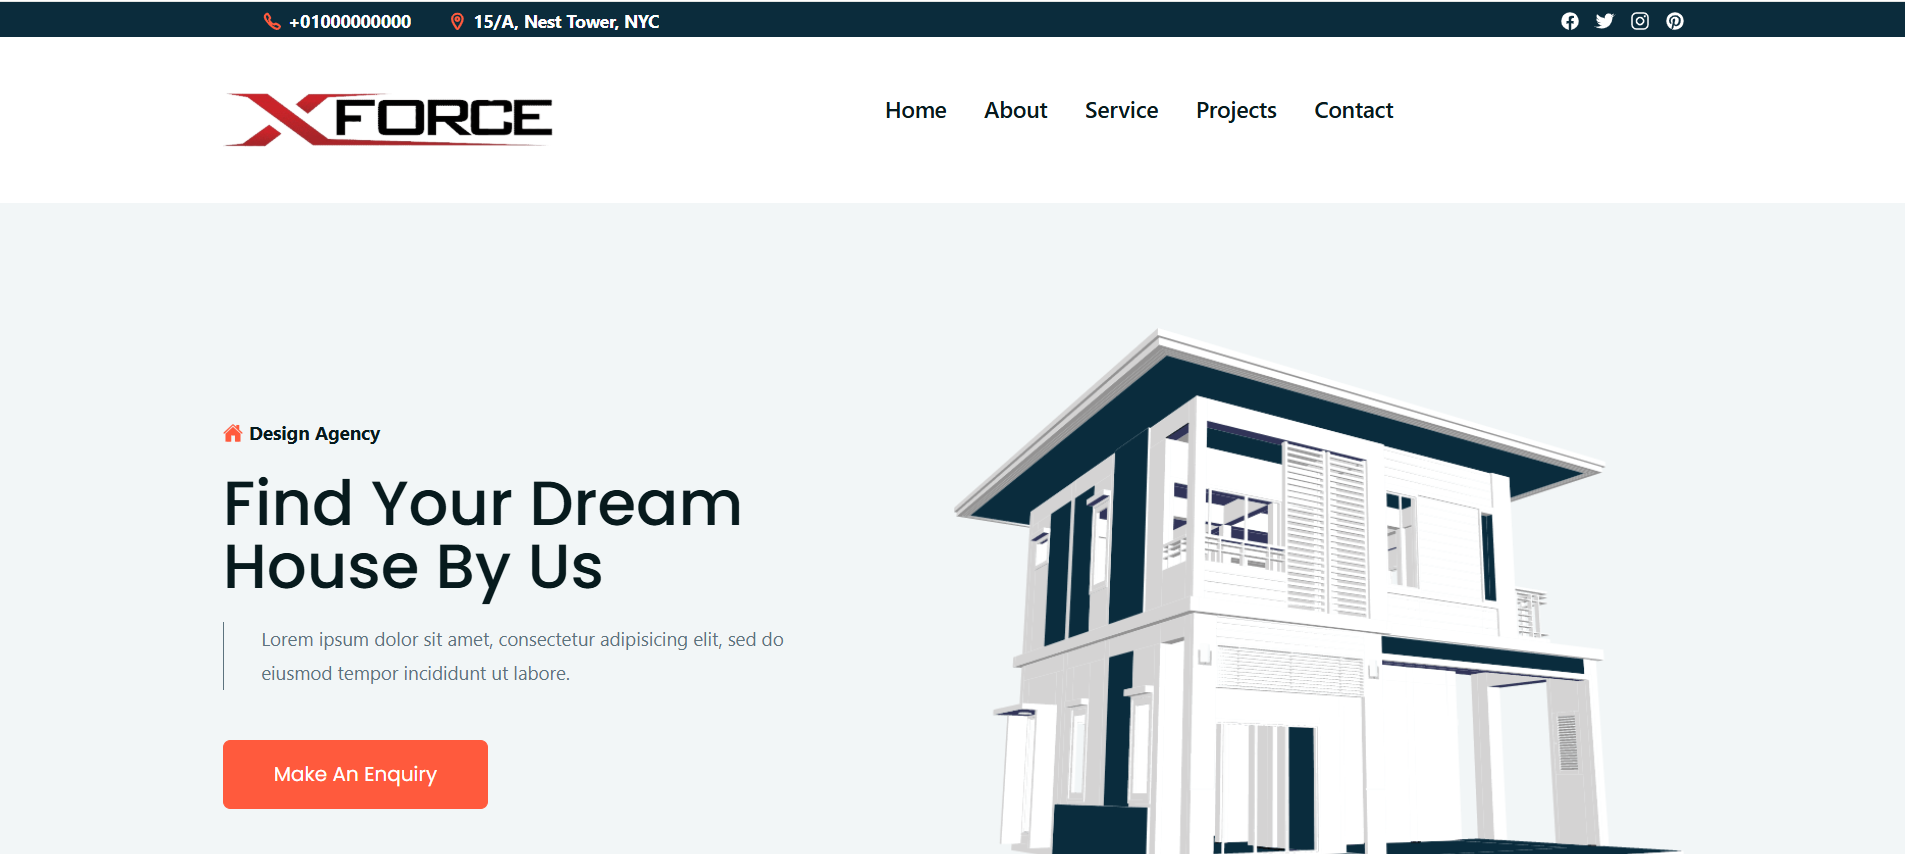 +01000000000
15/A, Nest Tower, NYC
XFORCE
Home
About
Service
Projects
Contact
Design Agency
Find Your Dream
House By Us
Lorem ipsum dolor sit amet, consectetur adipisicing elit, sed do
eiusmod tempor incididunt ut labore.
Make An Enquiry